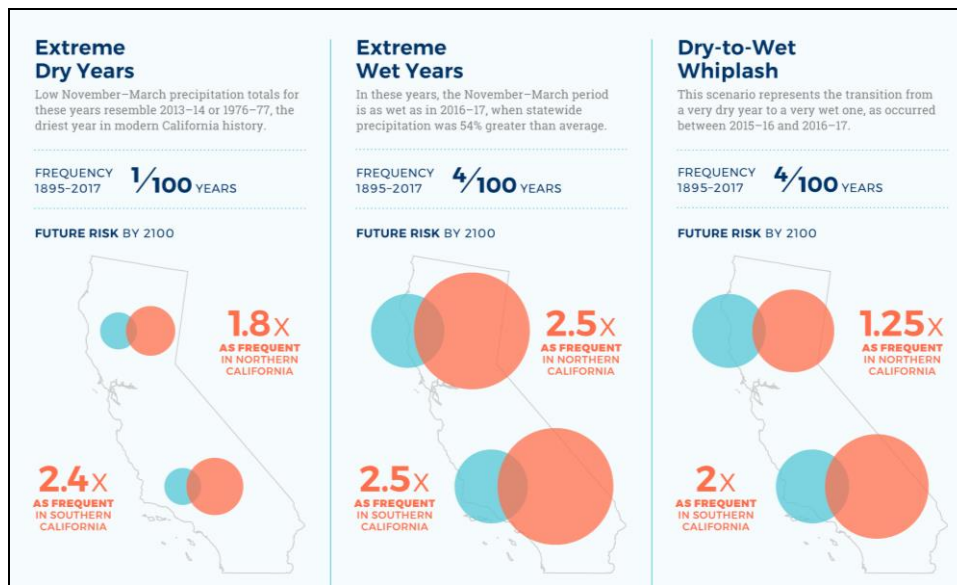 Extreme
Dry Years
Low November–March precipitation totals for
these years resemble 2013–14 or 1976–77, the
driest year in modern California history.
FREQUENCY
1895-2017
1/100 YEARS
FUTURE RISK BY 2100
1.8X
AS FREQUENT
IN NORTHERN
CALIFORNIA
2.4X
AS FREQUENT
IN SOUTHERN
CALIFORNIA
Extreme
Wet Years
In these years, the November–March period
is as wet as in 2016–17, when statewide
precipitation was 54% greater than average.
FREQUENCY
1895-2017
4/100 YEARS
FUTURE RISK BY 2100
2.5X
AS FREQUENT
IN NORTHERN
CALIFORNIA
2.5X
AS FREQUENT
IN SOUTHERN
CALIFORNIA
Dry-to-Wet
Whiplash
This scenario represents the transition from
a very dry year to a very wet one, as occurred
between 2015–16 and 2016–17.
FREQUENCY
1895-2017
4/100 YEARS
FUTURE RISK BY 2100
1.25X
AS FREQUENT
IN NORTHERN
CALIFORNIA
2X
AS FREQUENT
IN SOUTHERN
CALIFORNIA